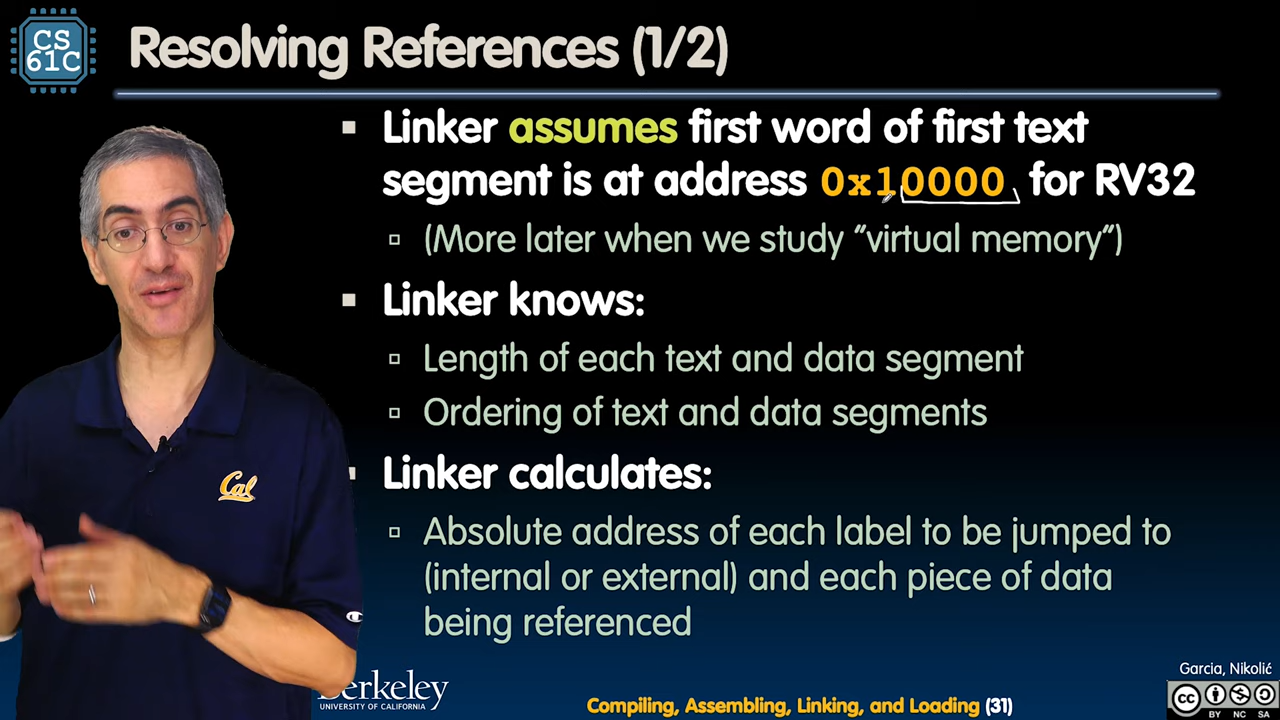 CS
61C
Resolving References (1/2)
▪ Linker assumes first word of first text
segment is at address 0x10000 for RV32
▫ (More later when we study “virtual memory”)
▪ Linker knows:
▫ Length of each text and data segment
▫ Ordering of text and data segments
▪ Linker calculates:
▫ Absolute address of each label to be jumped to
(internal or external) and each piece of data
being referenced
Cal
Berkeley
UNIVERSITY OF CALIFORNIA
Compiling, Assembling, Linking, and Loading (31)
Garcia, Nikolić
cc
BY NC SA